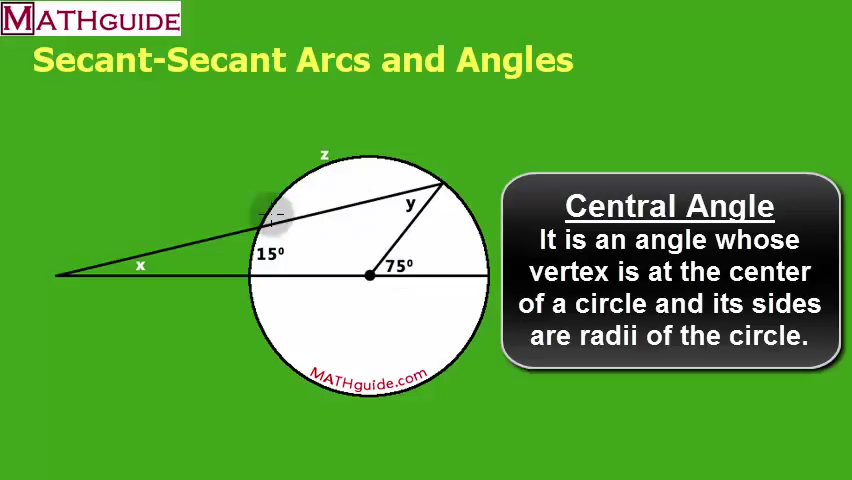 MATHGUIDE
Secant-Secant Arcs and Angles
z
y
15⁰
x
75⁰
MATHguide.com
Central Angle
It is an angle whose
vertex is at the center
of a circle and its sides
are radii of the circle.